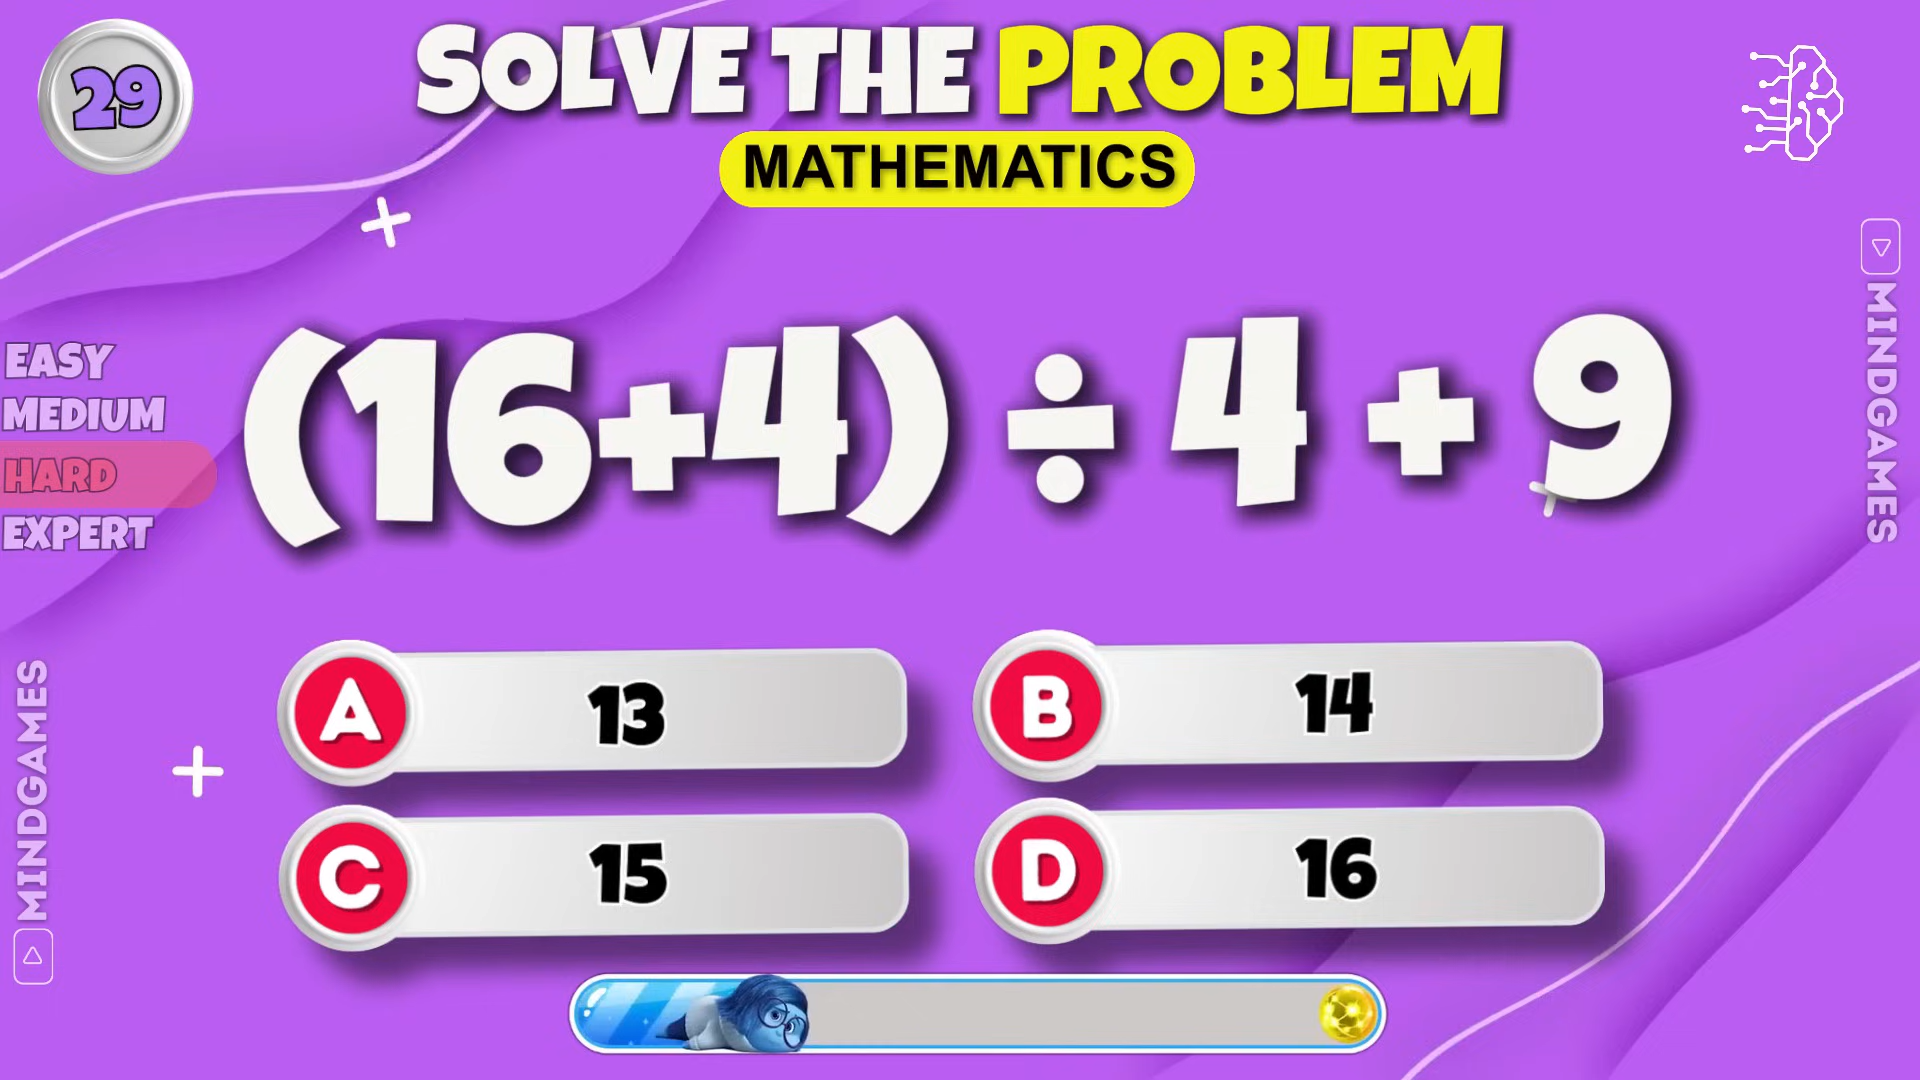 29
SOLVE THE PROBLEM
MATHEMATICS
(16+4) ÷ 4 + 9
EASY
MEDIUM
HARD
EXPERT
A 13
B 14
C 15
D 16
MINDGAMES
MINDGAMES